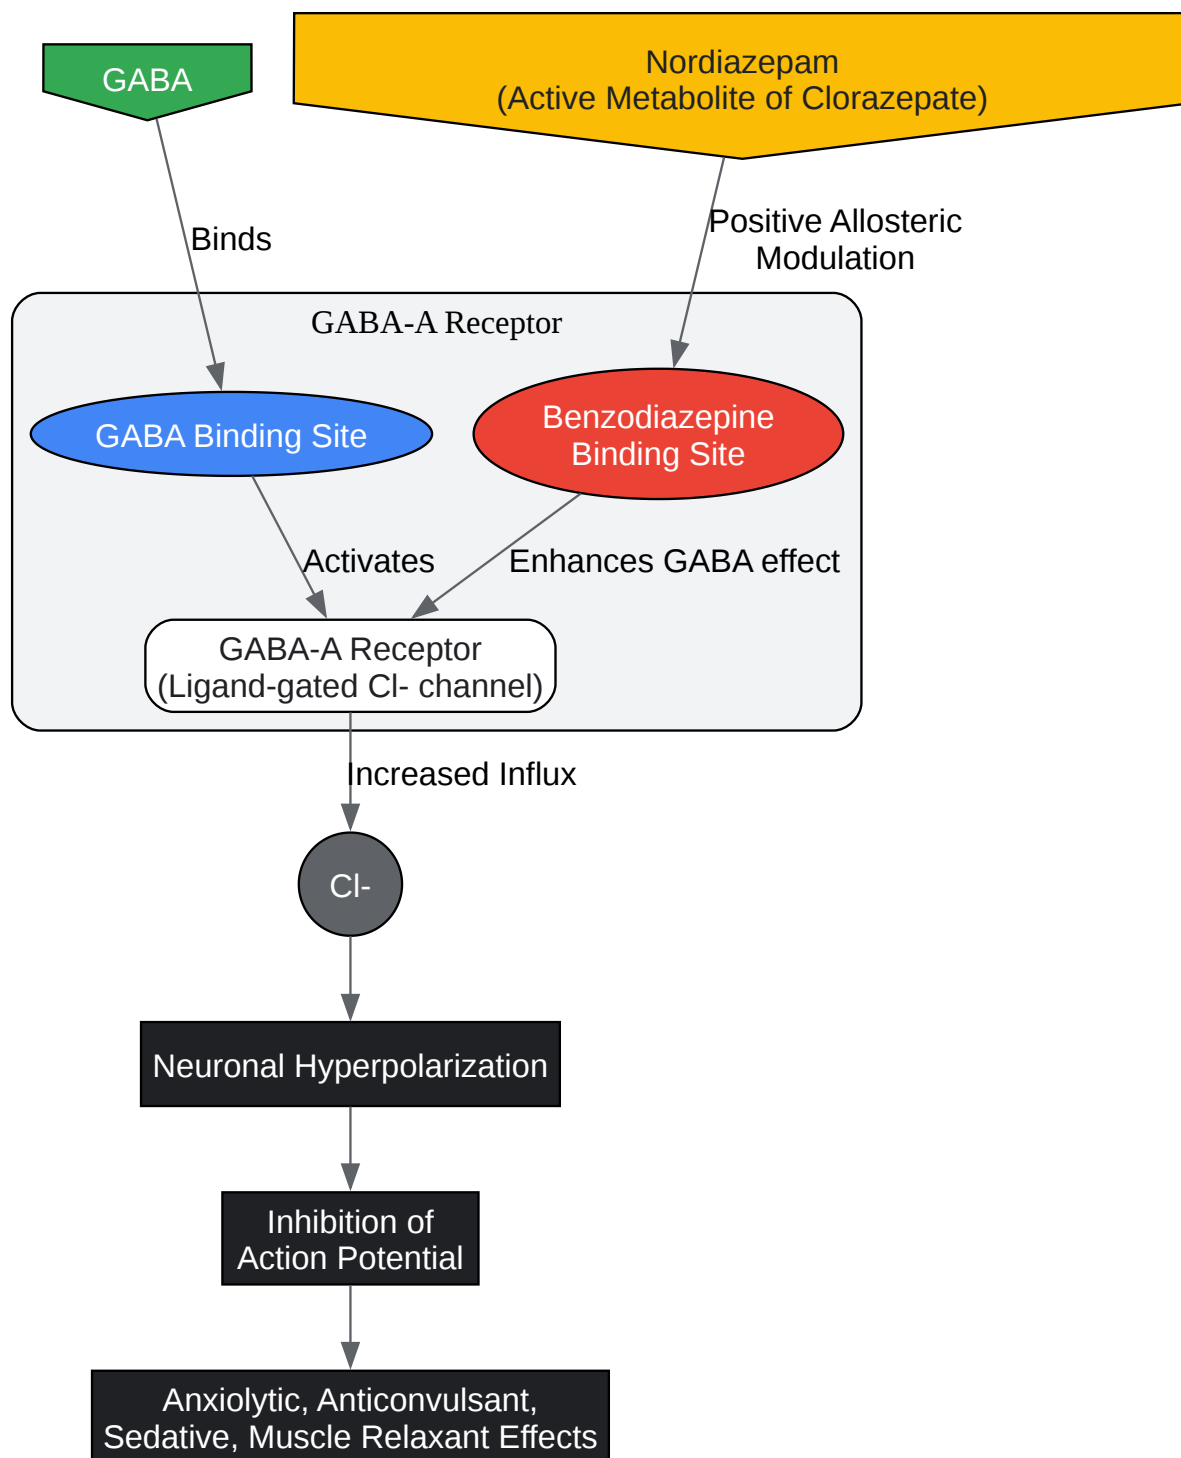 GABA
Nordiazepam
(Active Metabolite of Clorazepate)
Binds
Positive Allosteric
Modulation
GABA-A Receptor
GABA Binding Site
Benzodiazepine
Binding Site
Activates
Enhances GABA effect
GABA-A Receptor
(Ligand-gated Cl- channel)
Increased Influx
Cl-
Neuronal Hyperpolarization
Inhibition of
Action Potential
Anxiolytic, Anticonvulsant,
Sedative, Muscle Relaxant Effects